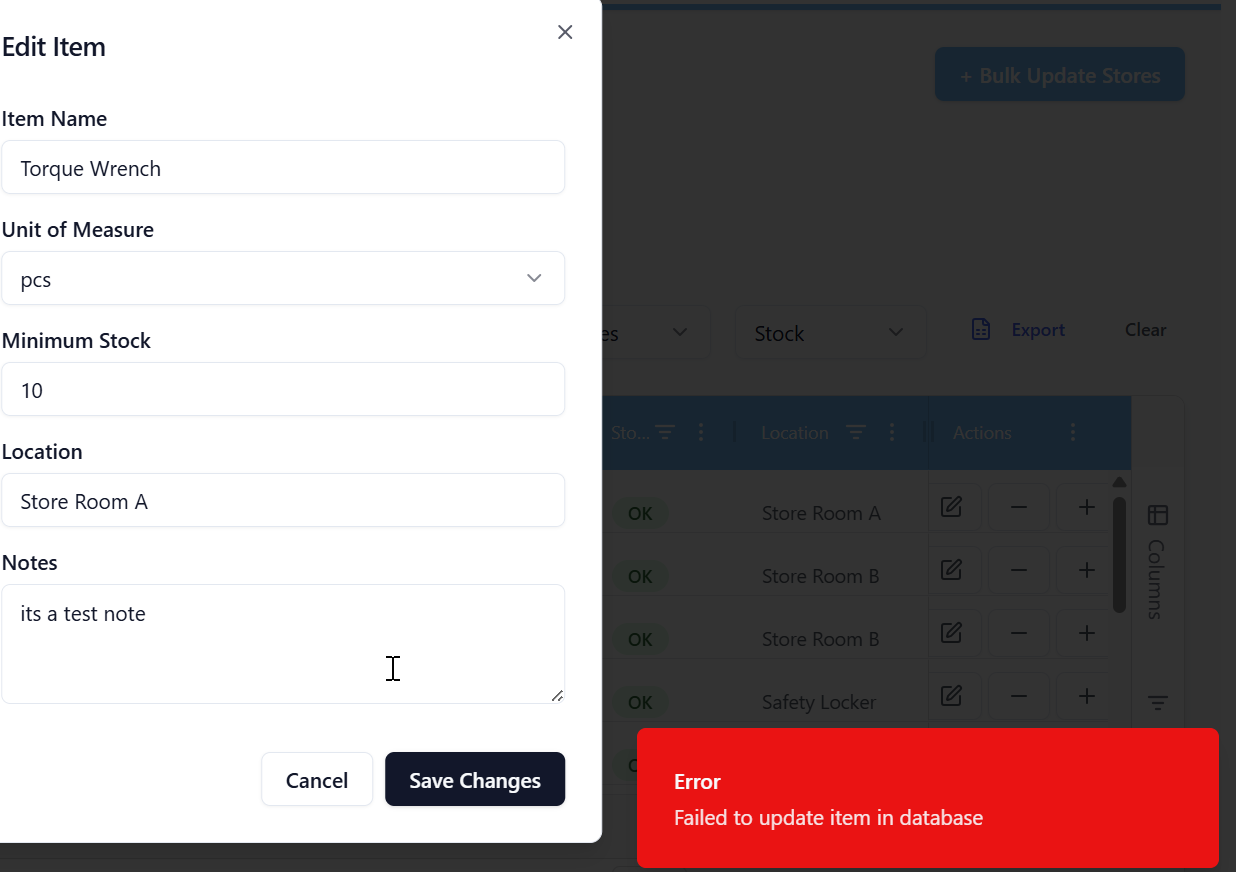 Edit Item
Item Name
Torque Wrench
Unit of Measure
pcs
Minimum Stock
10
Location
Store Room A
Notes
its a test note
Cancel
Save Changes
+ Bulk Update Stores
es
Stock
Export
Clear
Sto...
Location
Actions
OK
Store Room A
OK
Store Room B
OK
Store Room B
OK
Safety Locker
Columns
Error
Failed to update item in database